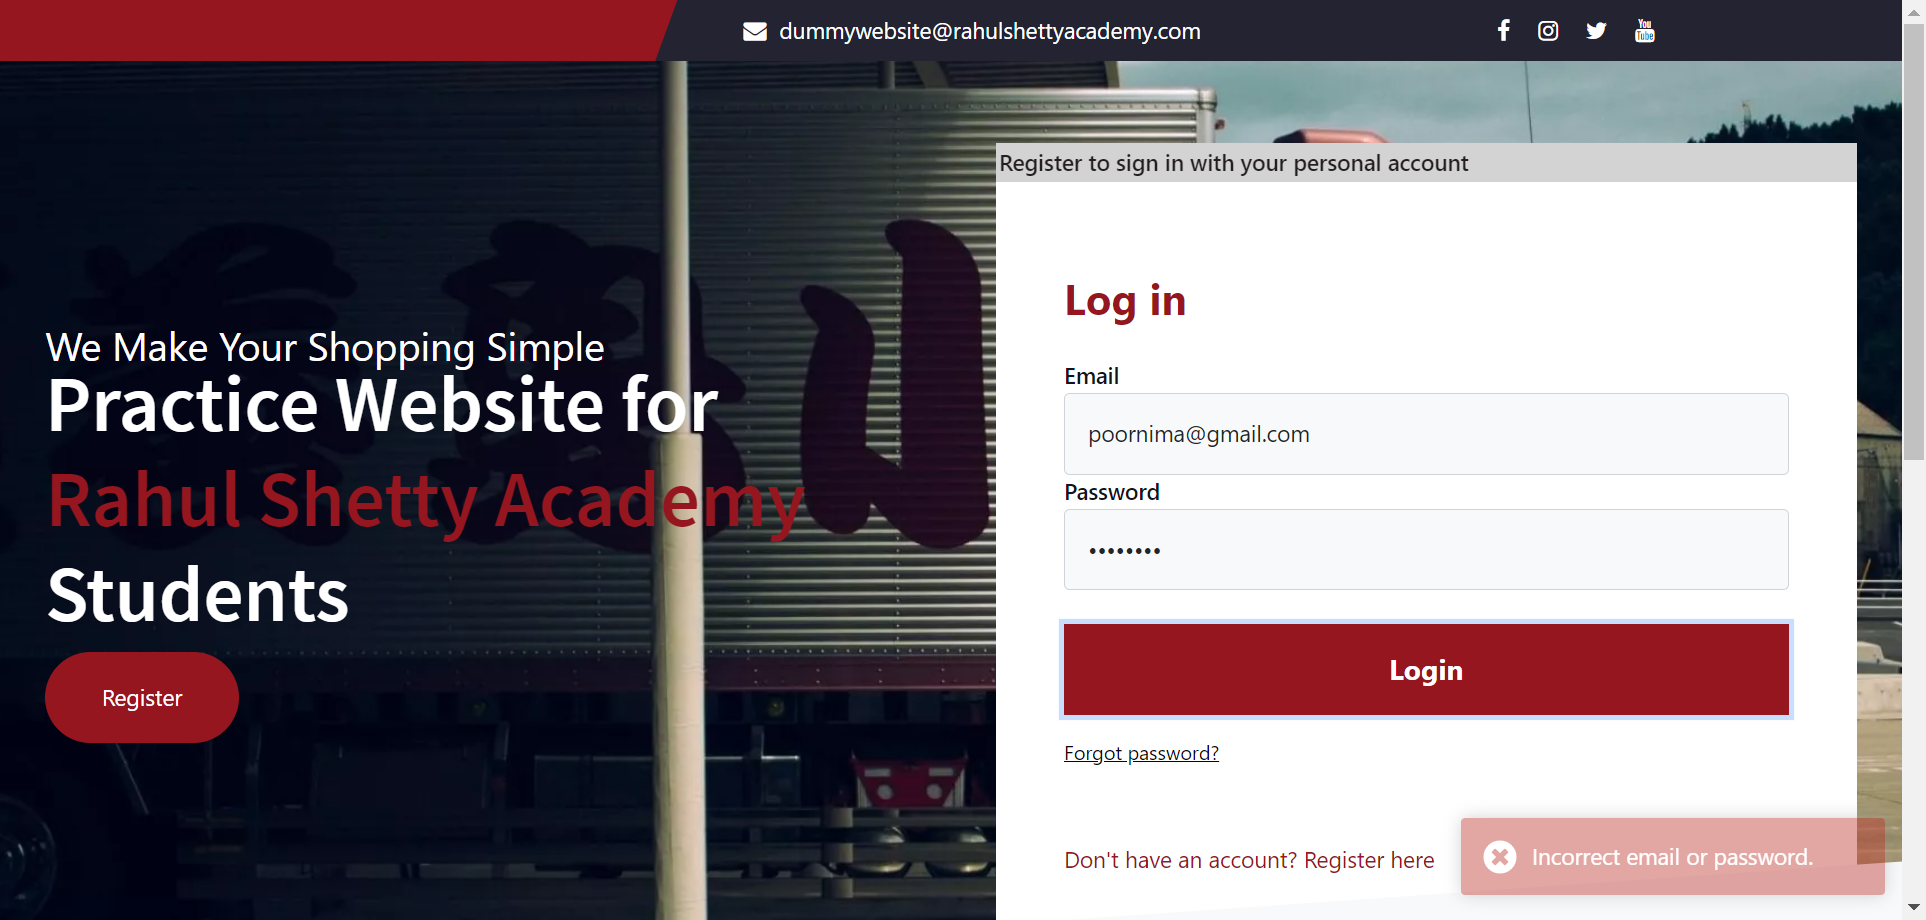 dummywebsite@rahulshettyacademy.com
You
Tube
Register to sign in with your personal account
We Make Your Shopping Simple
Practice Website for
Rahul Shetty Academy
Students
Register
Log in
Email
poornima@gmail.com
Password
••••••••
Login
Forgot password?
Don't have an account? Register here
Incorrect email or password.